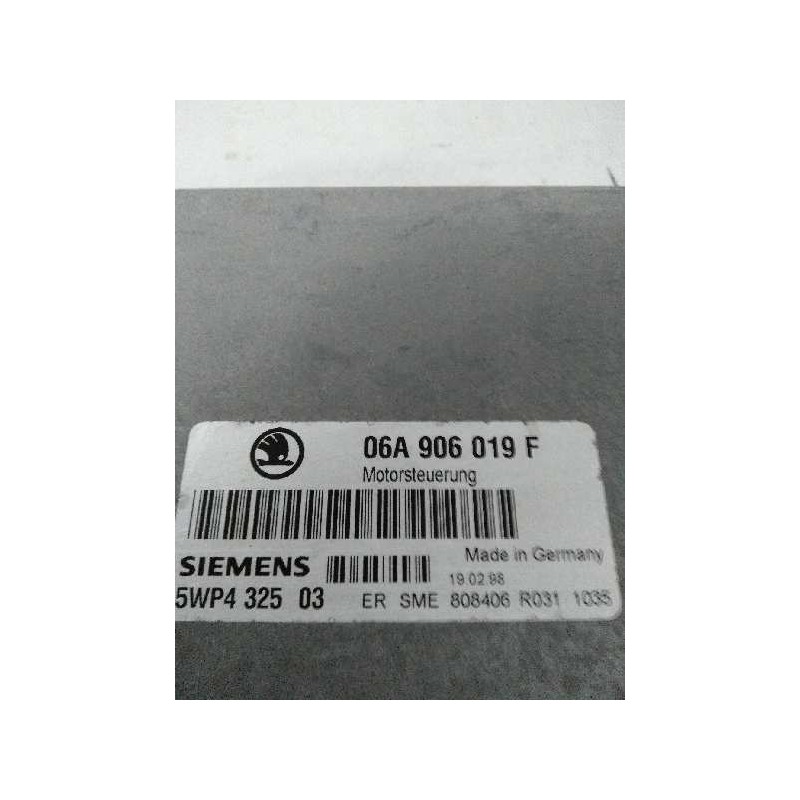 06A 906 019 F
Motorsteuerung
Made in Germany
SIEMENS
19.02.98
5WP4 325 03 ER SME 808406 R031 1035